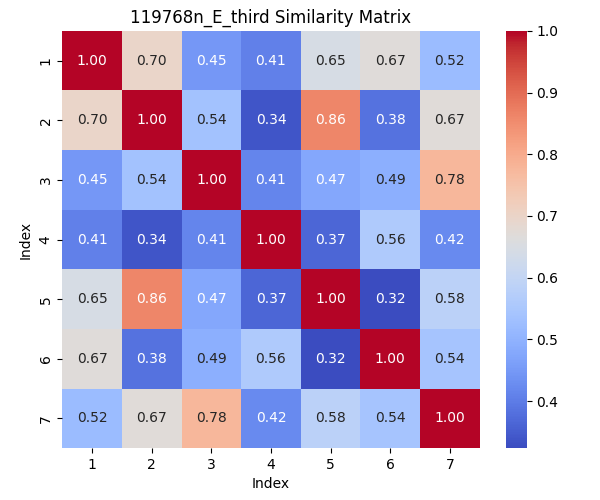 119768n_E_third Similarity Matrix
1 1.00 0.70 0.45 0.41 0.65 0.67 0.52
2 0.70 1.00 0.54 0.34 0.86 0.38 0.67
3 0.45 0.54 1.00 0.41 0.47 0.49 0.78
4 0.41 0.34 0.41 1.00 0.37 0.56 0.42
5 0.65 0.86 0.47 0.37 1.00 0.32 0.58
6 0.67 0.38 0.49 0.56 0.32 1.00 0.54
7 0.52 0.67 0.78 0.42 0.58 0.54 1.00
1 2 3 4 5 6 7
Index
Index
1.0
0.9
0.8
0.7
0.6
0.5
0.4